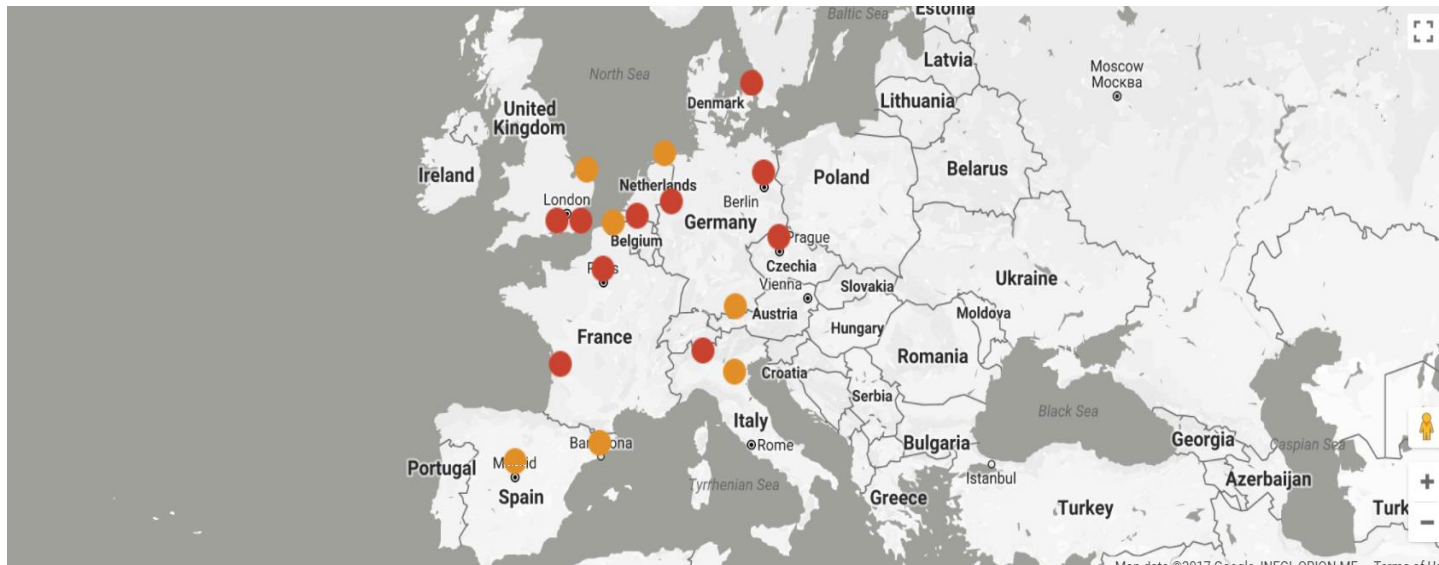 Baltic Sea
Estonia
Latvia
Moscow
Москва
North Sea
Denmark
Lithuania
United
Kingdom
Ireland
Netherlands
Belarus
Poland
London
Berlin
Germany
Belgium
Prague
Czechia
Ukraine
Vienna
Slovakia
Austria
Moldova
Hungary
France
Romania
Croatia
Serbia
Black Sea
Italy
Rome
Bulgaria
Georgia
Caspian Sea
Portugal
Spain
Istanbul
Azerbaijan
Tyrrhenian Sea
Greece
Turkey
Turk